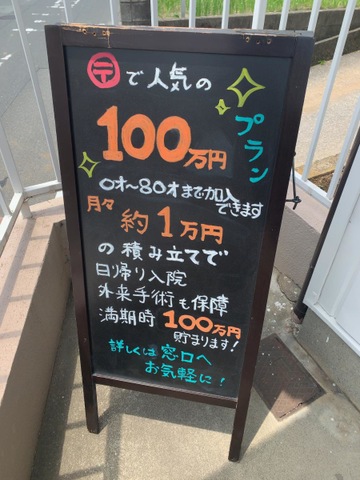 〒で人気の
100万円
プラン
0才～80才まで加入
できます
月々
約1万円
の積み立てで
日帰り入院
外来手術も保障
満期時100万円
貯まります!
詳しくは窓口へ
お気軽に!